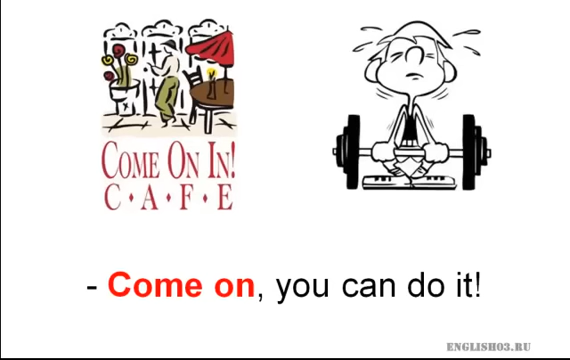 COME ON IN!
C • A • F • E
- Come on, you can do it!
ENGLISH03.RU